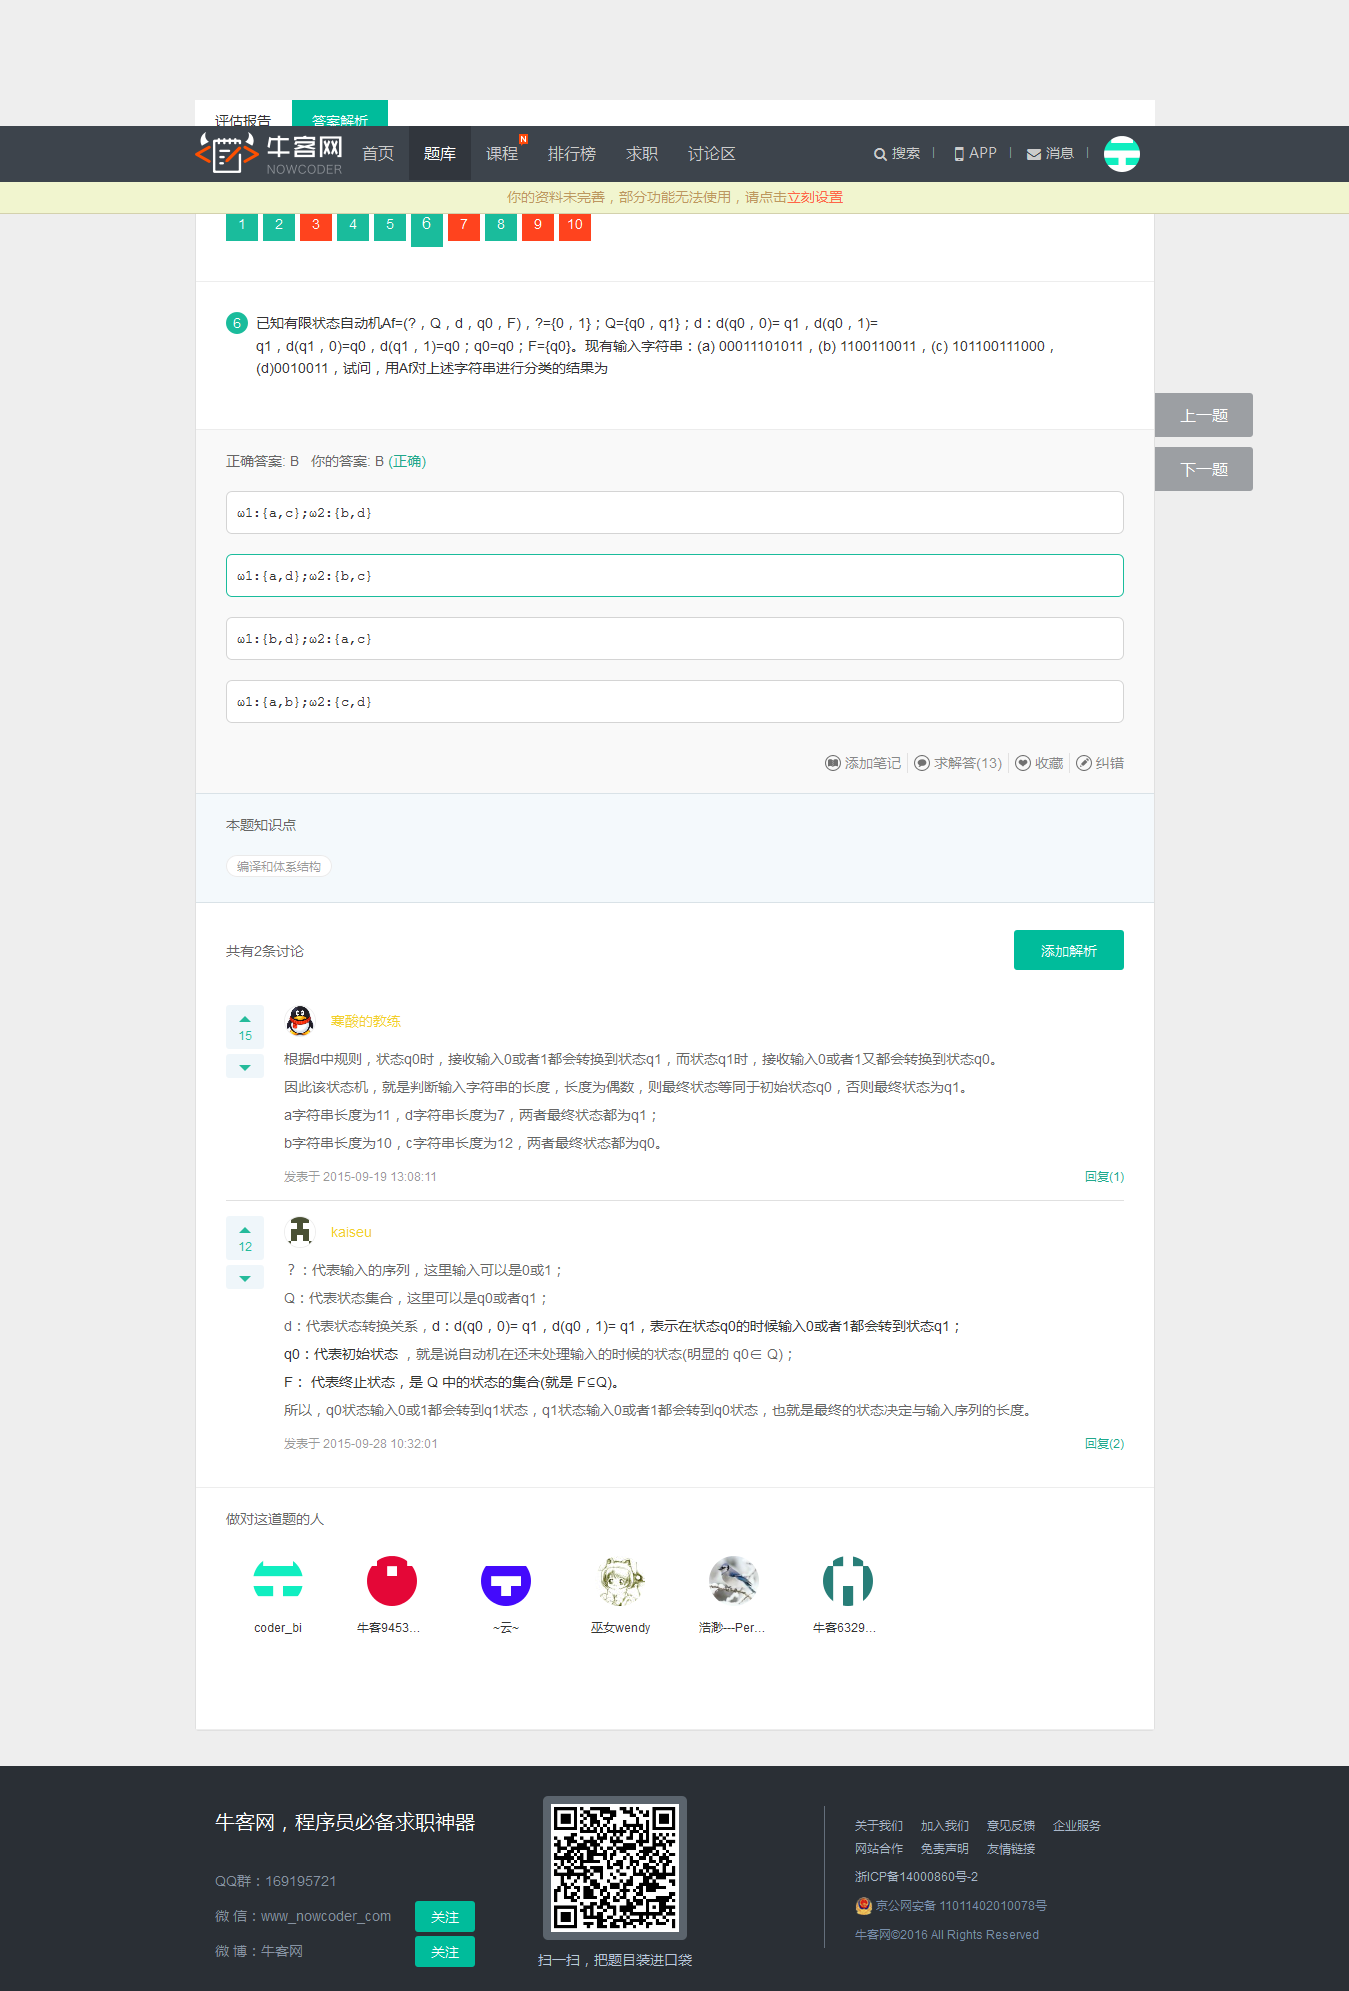 评估报告 答案解析
牛客网 NOWCODER 首页 题库 课程 N 排行榜 求职 讨论区 搜索 APP 消息
你的资料未完善，部分功能无法使用，请点击立刻设置
1 2 3 4 5 6 7 8 9 10
6 已知有限状态自动机Af=(?，Q，d，q0，F)，?={0，1}；Q={q0，q1}；d：d(q0，0)= q1，d(q0，1)=
q1，d(q1，0)=q0，d(q1，1)=q0；q0=q0；F={q0}。现有输入字符串：(a) 00011101011，(b) 1100110011，(c) 101100111000，
(d)0010011，试问，用Af对上述字符串进行分类的结果为
上一题
下一题
正确答案: B 你的答案: B (正确)
ω1:{a,c};ω2:{b,d}
ω1:{a,d};ω2:{b,c}
ω1:{b,d};ω2:{a,c}
ω1:{a,b};ω2:{c,d}
添加笔记 求解答(13) 收藏 纠错
本题知识点
编译和体系结构
共有2条讨论 添加解析
15 寒酸的教练
根据d中规则，状态q0时，接收输入0或者1都会转换到状态q1，而状态q1时，接收输入0或者1又都会转换到状态q0。
因此该状态机，就是判断输入字符串的长度，长度为偶数，则最终状态等同于初始状态q0，否则最终状态为q1。
a字符串长度为11，d字符串长度为7，两者最终状态都为q1；
b字符串长度为10，c字符串长度为12，两者最终状态都为q0。
发表于 2015-09-19 13:08:11 回复(1)
12 kaiseu
？：代表输入的序列，这里输入可以是0或1；
Q：代表状态集合，这里可以是q0或者q1；
d：代表状态转换关系，d：d(q0，0)= q1，d(q0，1)= q1，表示在状态q0的时候输入0或者1都会转到状态q1；
q0：代表初始状态 ，就是说自动机在还未处理输入的时候的状态(明显的 q0∈ Q)；
F： 代表终止状态，是 Q 中的状态的集合(就是 F⊆Q)。
所以，q0状态输入0或1都会转到q1状态，q1状态输入0或者1都会转到q0状态，也就是最终的状态决定与输入序列的长度。
发表于 2015-09-28 10:32:01 回复(2)
做对这道题的人
coder_bi 牛客9453... ~云~ 巫女wendy 浩渺---Per... 牛客6329...
牛客网，程序员必备求职神器
QQ群：169195721
微 信：www_nowcoder_com 关注
微 博：牛客网 关注
扫一扫，把题目装进口袋
关于我们 加入我们 意见反馈 企业服务
网站合作 免责声明 友情链接
浙ICP备14000860号-2
京公网安备 11011402010078号
牛客网©2016 All Rights Reserved